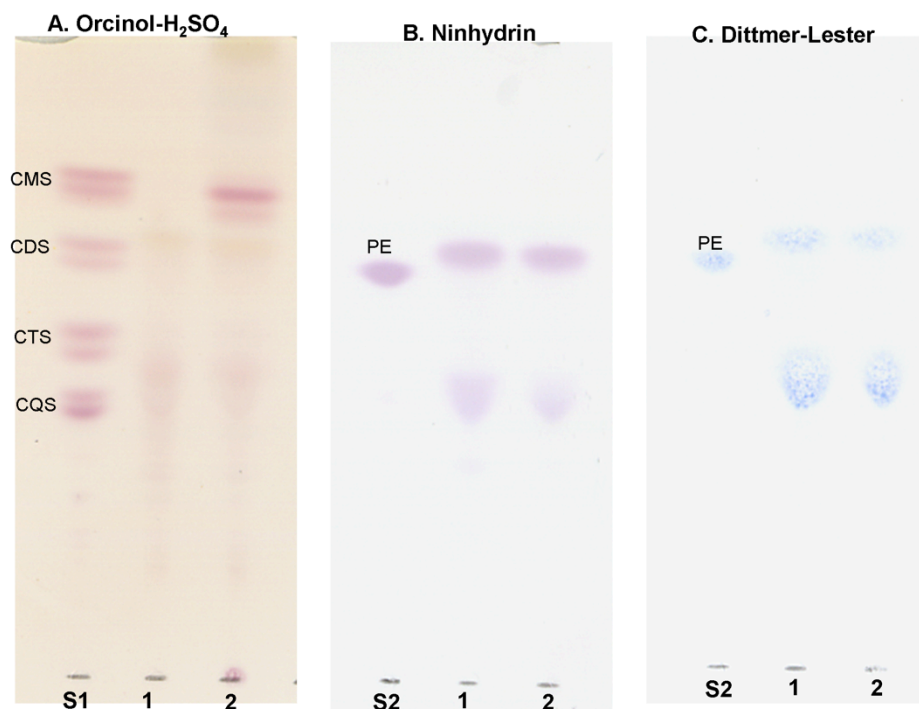 A. Orcinol-H₂SO₄
B. Ninhydrin
C. Dittmer-Lester
CMS
CDS
CTS
CQS
PE
PE
S1 1 2
S2 1 2
S2 1 2